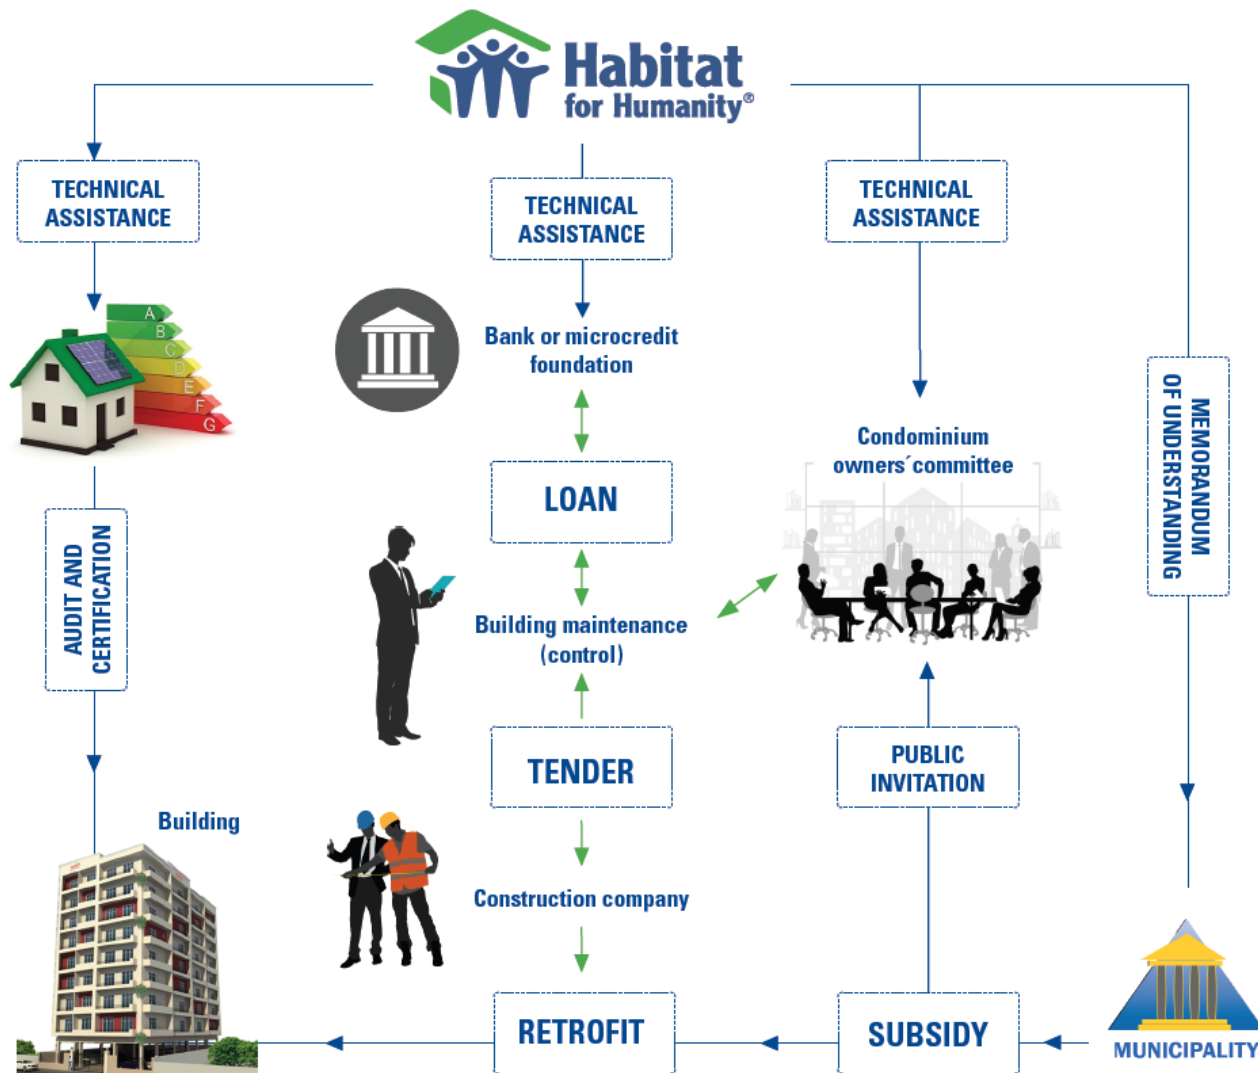 Habitat
for Humanity®
TECHNICAL
ASSISTANCE
TECHNICAL
ASSISTANCE
TECHNICAL
ASSISTANCE
A
B
C
D
E
F
G
Bank or microcredit
foundation
LOAN
Condominium
owners´committee
MEMORANDUM
OF UNDERSTANDING
AUDIT AND
CERTIFICATION
Building maintenance
(control)
TENDER
PUBLIC
INVITATION
Building
Construction company
RETROFIT
SUBSIDY
MUNICIPALITY